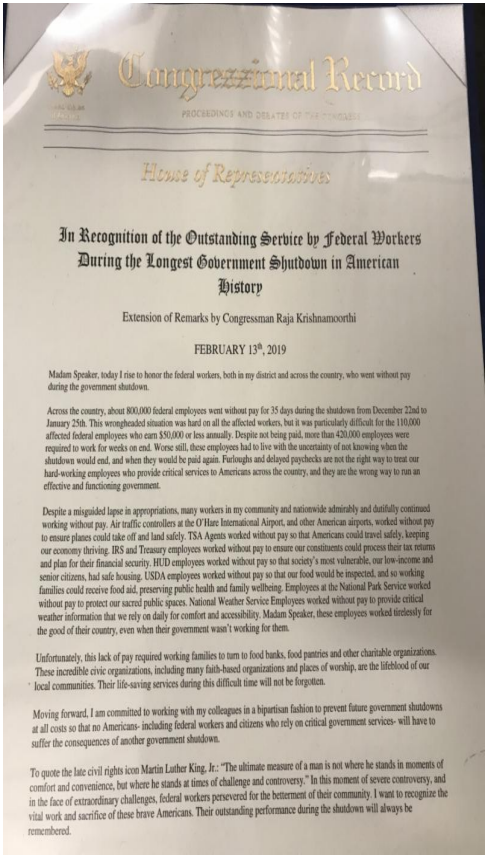 Congressional Record
PROCEEDINGS AND DEBATES OF THE CONGRESS
House of Representatives
In Recognition of the Outstanding Service by Federal Workers
During the Longest Government Shutdown in American
History
Extension of Remarks by Congressman Raja Krishnamoorthi
FEBRUARY 13th, 2019
Madam Speaker, today I rise to honor the federal workers, both in my district and across the country, who went without pay
during the government shutdown.
Across the country, about 800,000 federal employees went without pay for 35 days during the shutdown from December 22nd to
January 25th. This wrongheaded situation was hard on all the affected workers, but it was particularly difficult for the 110,000
affected federal employees who earn $50,000 or less annually. Despite not being paid, more than 420,000 employees were
required to work for weeks on end. Worse still, these employees had to live with the uncertainty of not knowing when the
shutdown would end, and when they would be paid again. Furloughs and delayed paychecks are not the right way to treat our
hard-working employees who provide critical services to Americans across the country, and they are the wrong way to run an
effective and functioning government.
Despite a misguided lapse in appropriations, many workers in my community and nationwide admirably and dutifully continued
working without pay. Air traffic controllers at the O'Hare International Airport, and other American airports, worked without pay
to ensure planes could take off and land safely. TSA Agents worked without pay so that Americans could travel safely, keeping
our economy thriving. IRS and Treasury employees worked without pay to ensure our constituents could process their tax returns
and plan for their financial security. HUD employees worked without pay so that society's most vulnerable, our low-income and
senior citizens, had safe housing. USDA employees worked without pay so that our food would be inspected, and so working
families could receive food aid, preserving public health and family wellbeing. Employees at the National Park Service worked
without pay to protect our sacred public spaces. National Weather Service Employees worked without pay to provide critical
weather information that we rely on daily for comfort and accessibility. Madam Speaker, these employees worked tirelessly for
the good of their country, even when their government wasn't working for them.
Unfortunately, this lack of pay required working families to turn to food banks, food pantries and other charitable organizations.
These incredible civic organizations, including many faith-based organizations and places of worship, are the lifeblood of our
local communities. Their life-saving services during this difficult time will not be forgotten.
Moving forward, I am committed to working with my colleagues in a bipartisan fashion to prevent future government shutdowns
at all costs so that no Americans- including federal workers and citizens who rely on critical government services- will have to
suffer the consequences of another government shutdown.
To quote the late civil rights icon Martin Luther King, Jr.: "The ultimate measure of a man is not where he stands in moments of
comfort and convenience, but where he stands at times of challenge and controversy." In this moment of severe controversy, and
in the face of extraordinary challenges, federal workers persevered for the betterment of their community. I want to recognize the
vital work and sacrifice of these brave Americans. Their outstanding performance during the shutdown will always be
remembered.